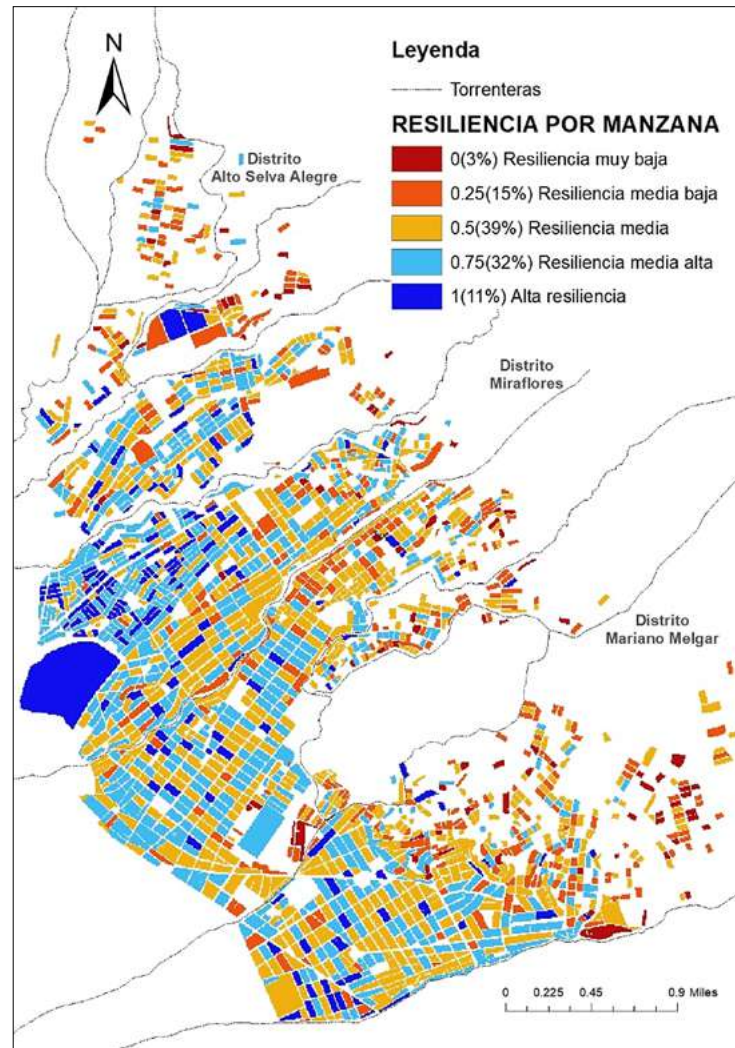 N
Leyenda
Torrenteras
RESILIENCIA POR MANZANA
0(3%) Resiliencia muy baja
0.25(15%) Resiliencia media baja
0.5(39%) Resiliencia media
0.75(32%) Resiliencia media alta
1(11%) Alta resiliencia
Distrito
Alto Selva Alegre
Distrito
Miraflores
Distrito
Mariano Melgar
0 0.225 0.45 0.9 Miles